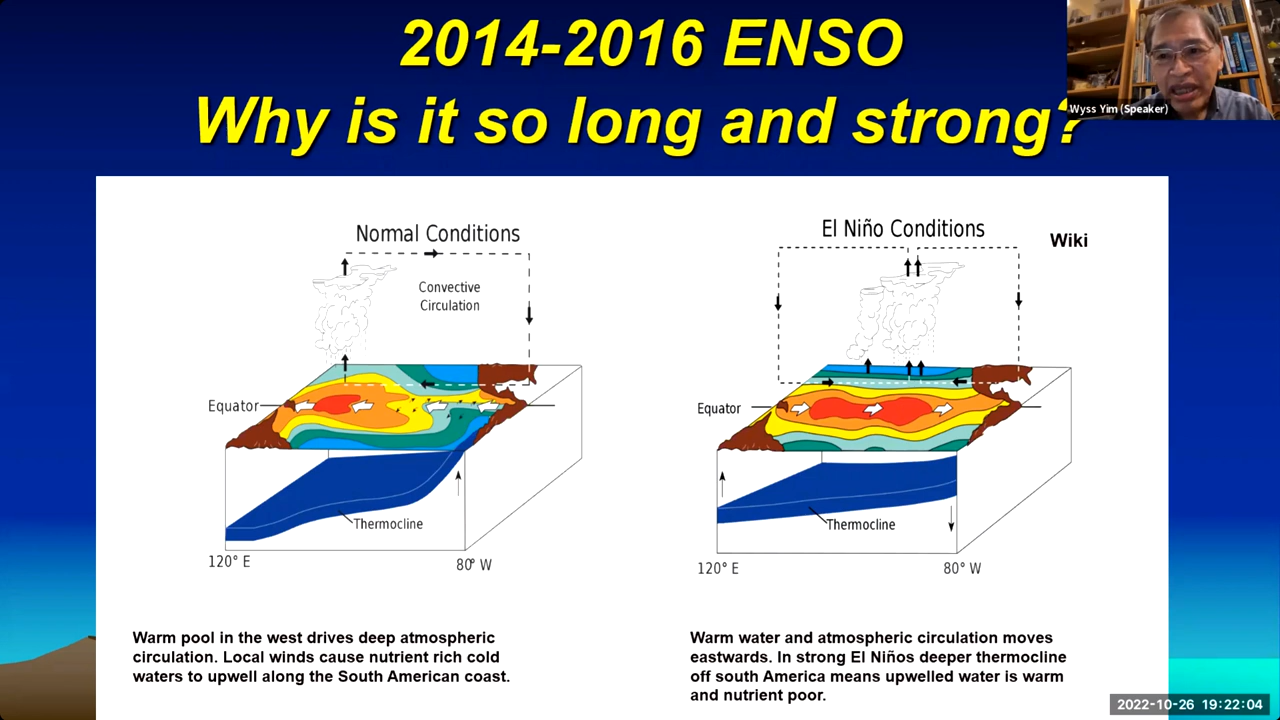 2014-2016 ENSO
Why is it so long and strong?
Wyss Yim (Speaker)
Normal Conditions
Convective
Circulation
Equator
Thermocline
120° E
80° W
El Niño Conditions
Wiki
Equator
Thermocline
120° E
80° W
Warm pool in the west drives deep atmospheric
circulation. Local winds cause nutrient rich cold
waters to upwell along the South American coast.
Warm water and atmospheric circulation moves
eastwards. In strong El Niños deeper thermocline
off south America means upwelled water is warm
and nutrient poor.
2022-10-26 19:22:04